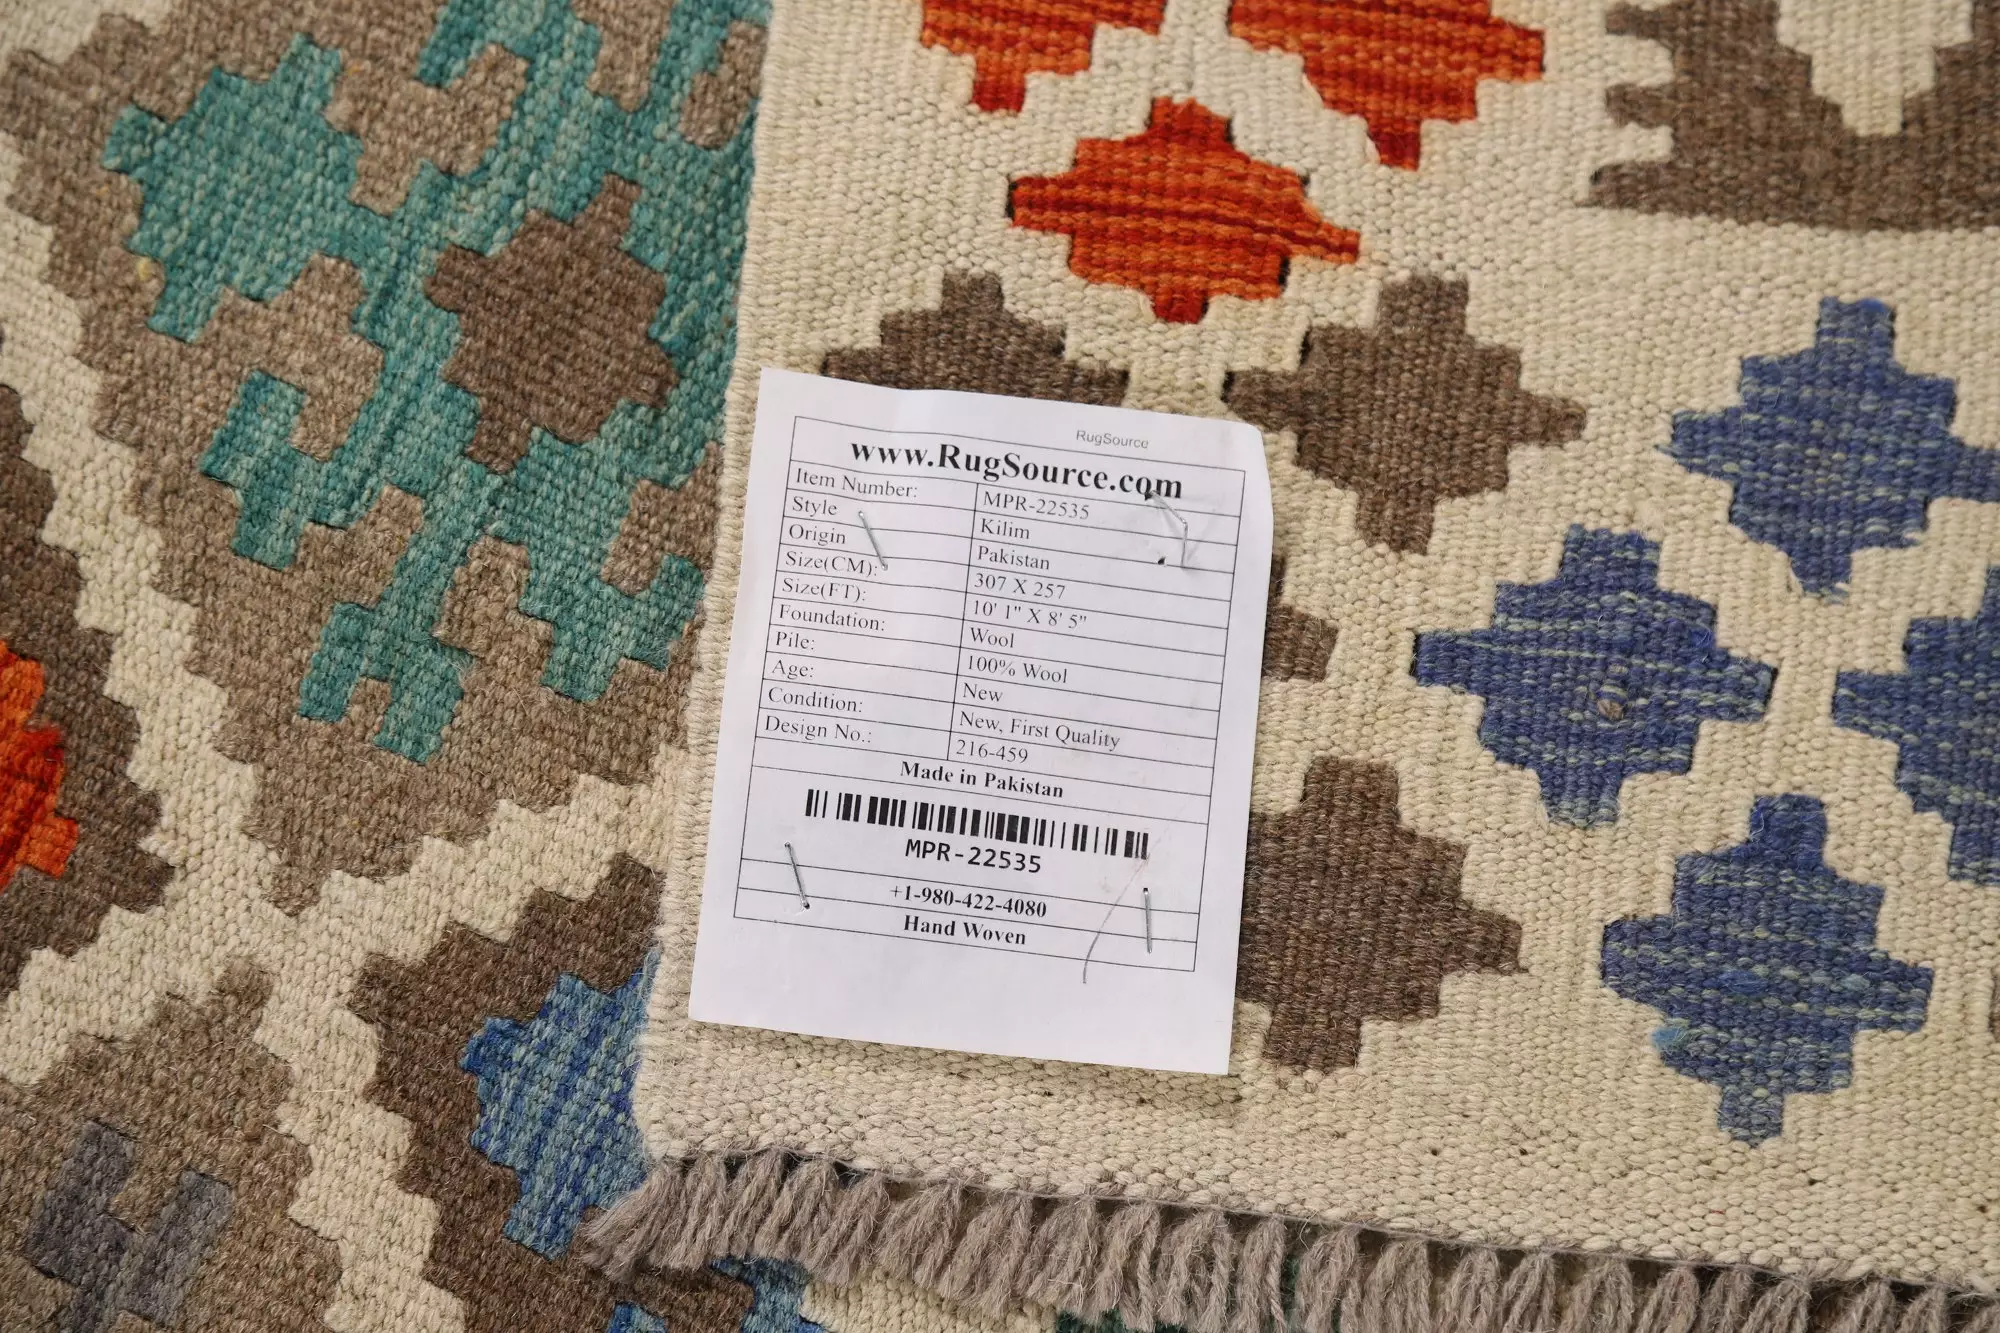 RugSource
www.RugSource.com
Item Number: MPR-22535
Style Kilim
Origin Pakistan
Size(CM): 307 X 257
Size(FT): 10' 1" X 8' 5"
Foundation: Wool
Pile: 100% Wool
Age: New
Condition: New, First Quality
Design No.: 216-459
Made in Pakistan
MPR-22535
+1-980-422-4080
Hand Woven